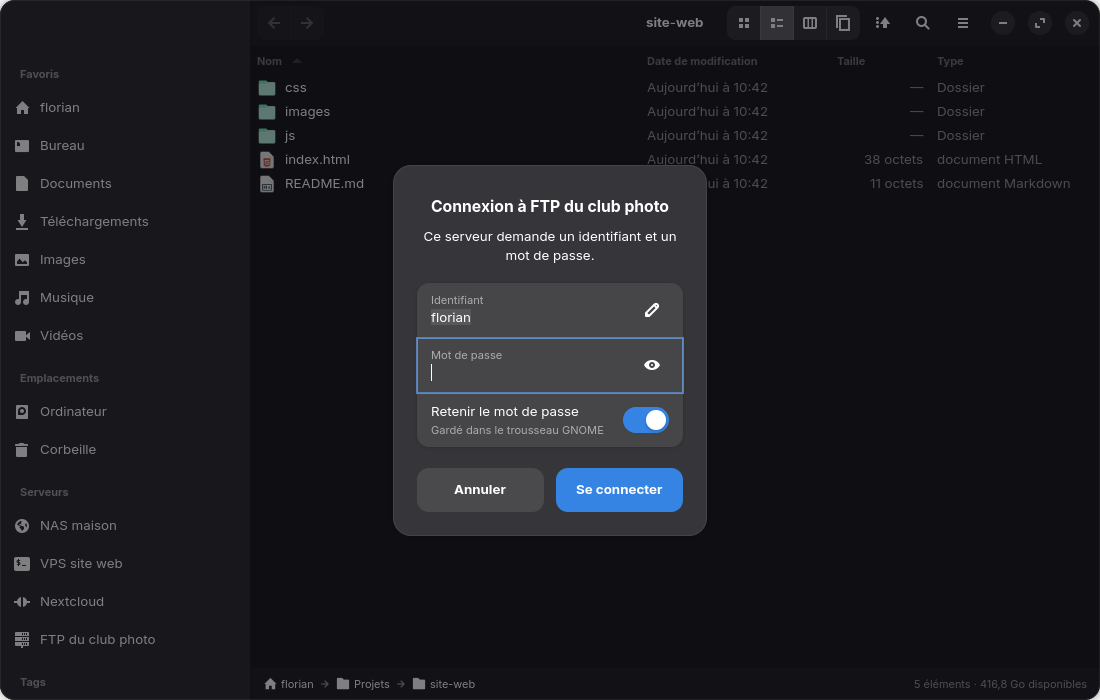 site-web
Favoris
florian
Bureau
Documents
Téléchargements
Images
Musique
Vidéos
Emplacements
Ordinateur
Corbeille
Serveurs
NAS maison
VPS site web
Nextcloud
FTP du club photo
Tags
Nom Date de modification Taille Type
css Aujourd'hui à 10:42 — Dossier
images Aujourd'hui à 10:42 — Dossier
js Aujourd'hui à 10:42 — Dossier
index.html Aujourd'hui à 10:42 38 octets document HTML
README.md ui à 10:42 11 octets document Markdown
Connexion à FTP du club photo
Ce serveur demande un identifiant et un
mot de passe.
Identifiant
florian
Mot de passe
Retenir le mot de passe
Gardé dans le trousseau GNOME
Annuler Se connecter
florian → Projets → site-web
5 éléments · 416,8 Go disponibles